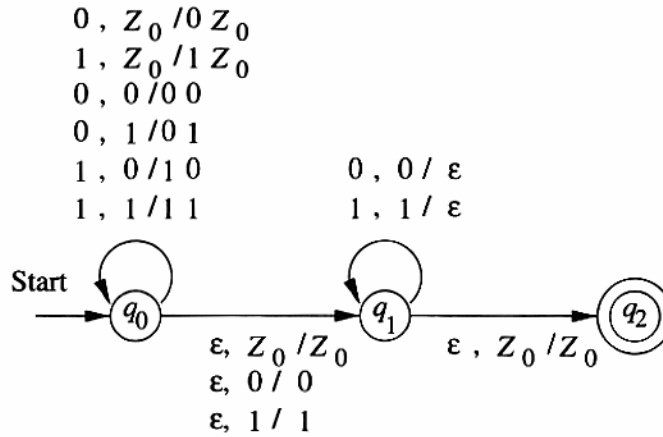 0 , Z0 /0 Z0
1 , Z0 /1 Z0
0 , 0 /0 0
0 , 1 /0 1
1 , 0 /1 0
1 , 1 /1 1
0 , 0 / ε
1 , 1 / ε
Start
q0
q1
q2
ε, Z0 /Z0
ε, 0 / 0
ε, 1 / 1
ε , Z0 /Z0